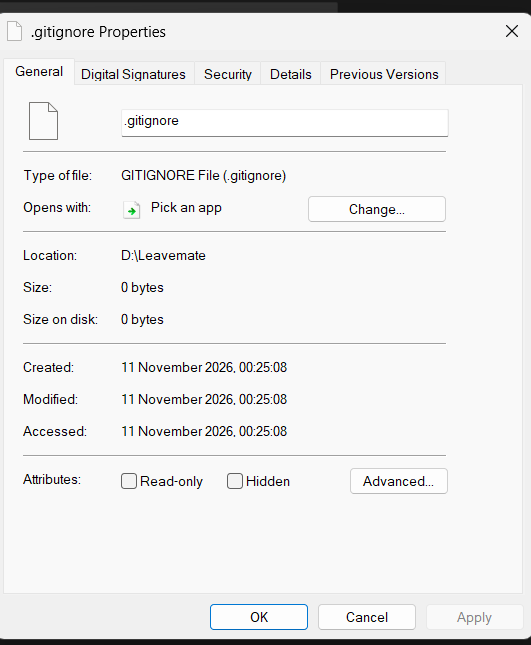 .gitignore Properties
General Digital Signatures Security Details Previous Versions
.gitignore
Type of file: GITIGNORE File (.gitignore)
Opens with: Pick an app Change...
Location: D:\Leavemate
Size: 0 bytes
Size on disk: 0 bytes
Created: 11 November 2026, 00:25:08
Modified: 11 November 2026, 00:25:08
Accessed: 11 November 2026, 00:25:08
Attributes: Read-only Hidden Advanced...
OK Cancel Apply